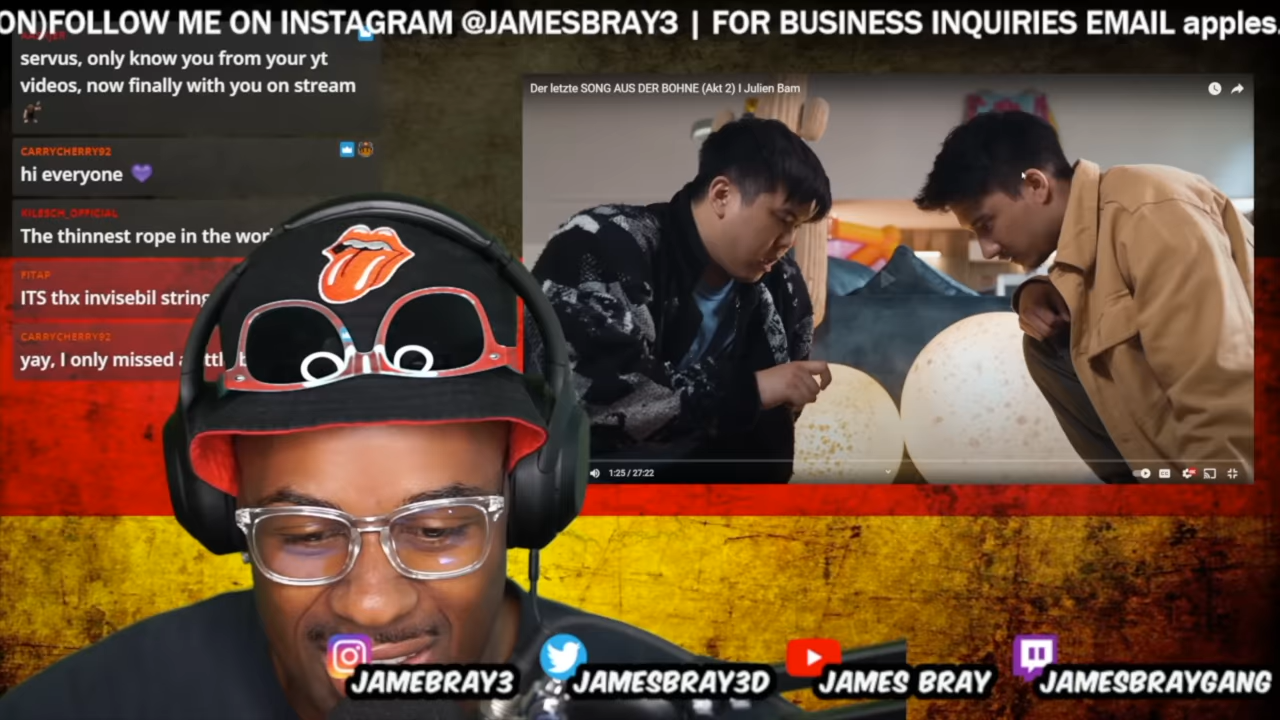 ON)FOLLOW ME ON INSTAGRAM @JAMESBRAY3 | FOR BUSINESS INQUIRIES EMAIL apples.
servus, only know you from your yt
videos, now finally with you on stream
CARRYCHERRY92
hi everyone
KILESCH_OFFICIAL
The thinnest rope in the wor
FITAP
ITS thx invisebil string
CARRYCHERRY92
yay, I only missed a
Der letzte SONG AUS DER BOHNE (Akt 2) I Julien Bam
1:25 / 27:22
JAMEBRAY3
JAMESBRAY3D
JAMES BRAY
JAMESBRAYGANG